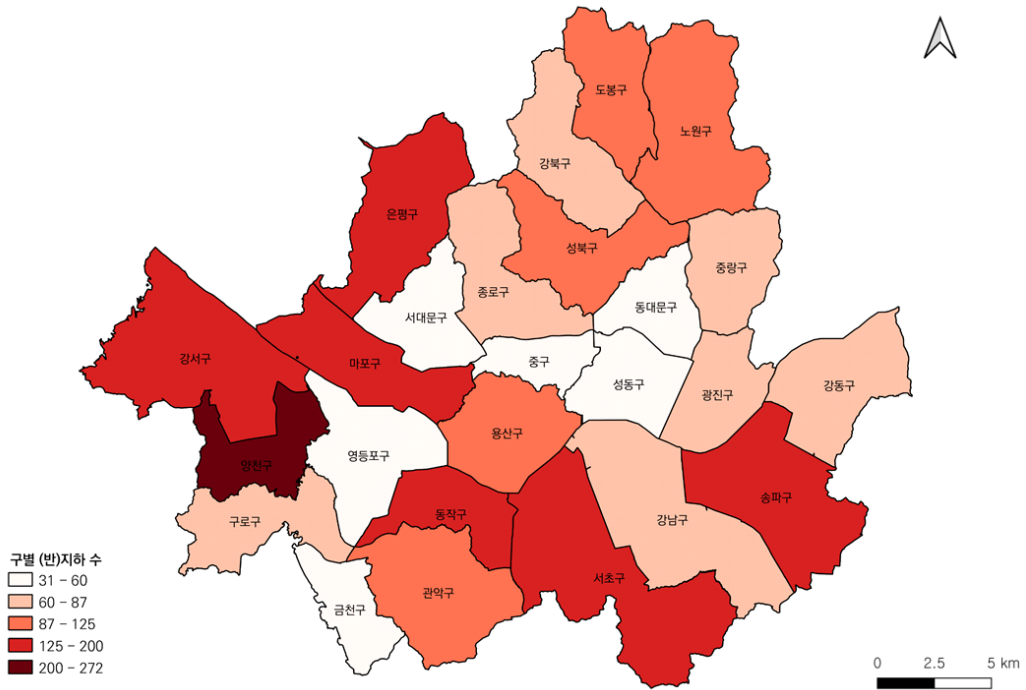 도봉구
노원구
강북구
은평구
성북구
중랑구
종로구
동대문구
서대문구
강서구
마포구
중구
성동구
광진구
강동구
용산구
영등포구
양천구
송파구
동작구
강남구
구로구
서초구
관악구
금천구
구별 (반)지하 수
31 – 60
60 – 87
87 – 125
125 – 200
200 – 272
0 2.5 5 km